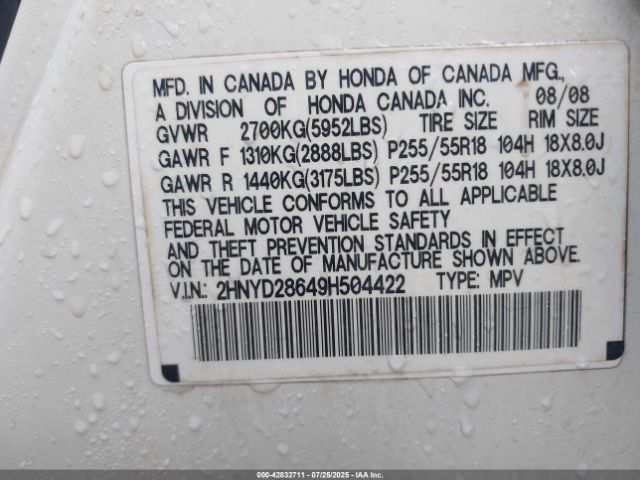 MFD. IN CANADA BY HONDA OF CANADA MFG.,
A DIVISION OF HONDA CANADA INC. 08/08
GVWR 2700KG(5952LBS) TIRE SIZE RIM SIZE
GAWR F 1310KG(2888LBS) P255/55R18 104H 18X8.0J
GAWR R 1440KG(3175LBS) P255/55R18 104H 18X8.0J
THIS VEHICLE CONFORMS TO ALL APPLICABLE
FEDERAL MOTOR VEHICLE SAFETY
AND THEFT PREVENTION STANDARDS IN EFFECT
ON THE DATE OF MANUFACTURE SHOWN ABOVE.
V.I.N.: 2HNYD28649H504422 TYPE: MPV
000-42832711 | 07/25/2025 | IAA, LLC